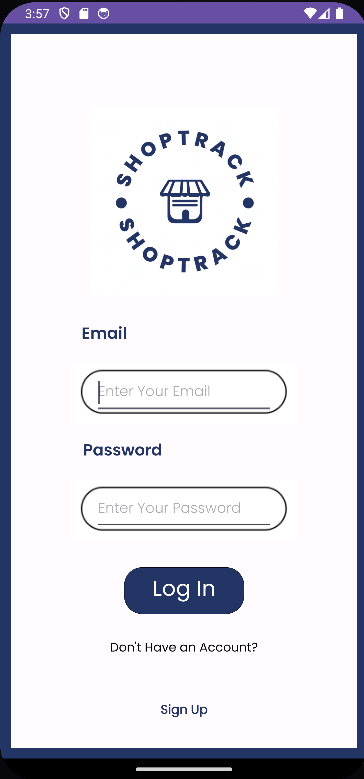 3:57
SHOPTRACK
SHOPTRACK
Email
Enter Your Email
Password
Enter Your Password
Log In
Don't Have an Account?
Sign Up